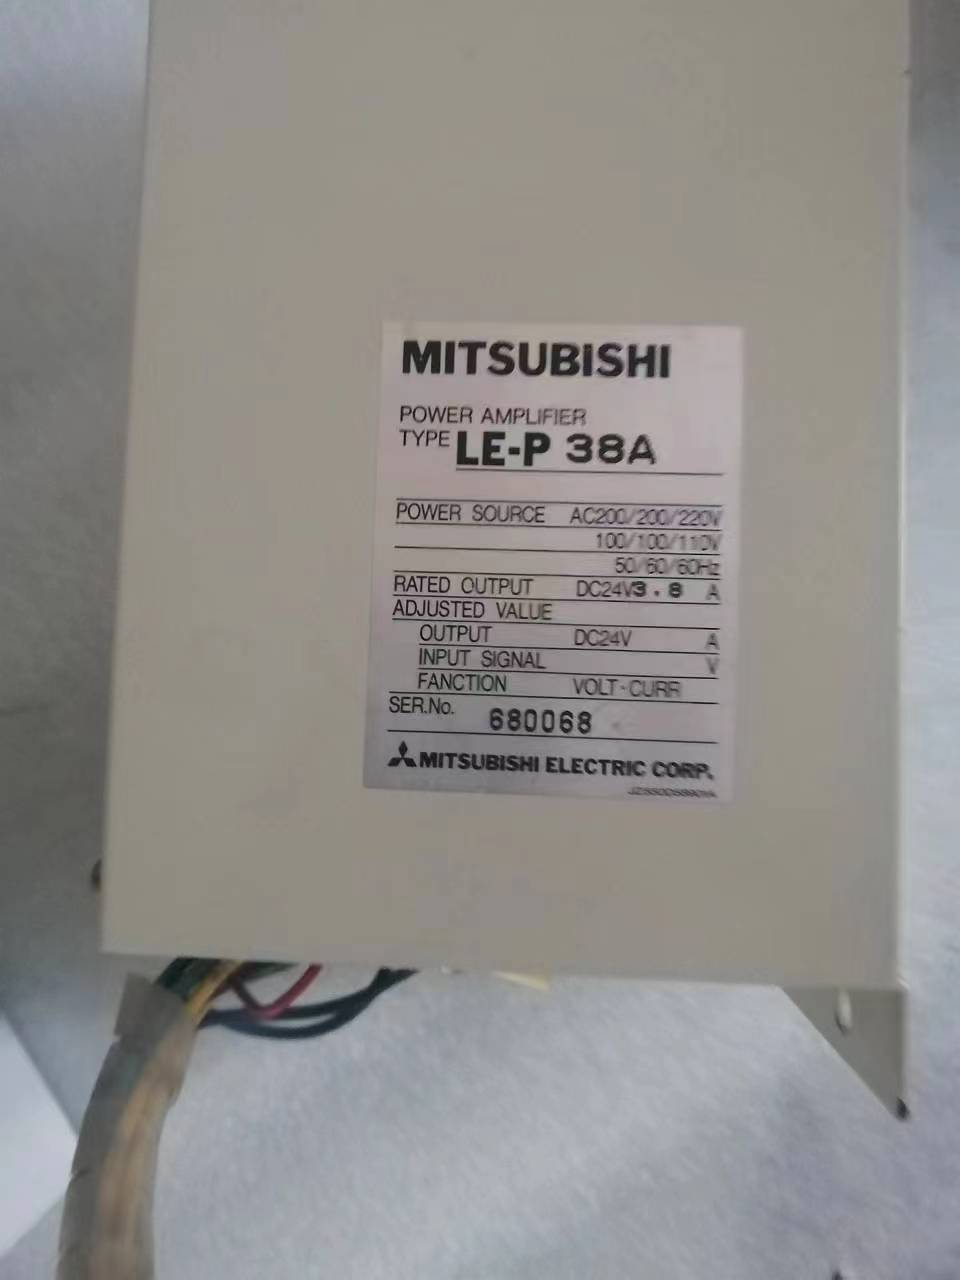 MITSUBISHI
POWER AMPLIFIER
TYPE LE-P 38A
POWER SOURCE AC200/200/220V
100/100/110V
50/60/60Hz
RATED OUTPUT DC24V3.8 A
ADJUSTED VALUE
OUTPUT DC24V A
INPUT SIGNAL V
FANCTION VOLT-CURR
SER.No. 680068
MITSUBISHI ELECTRIC CORP.